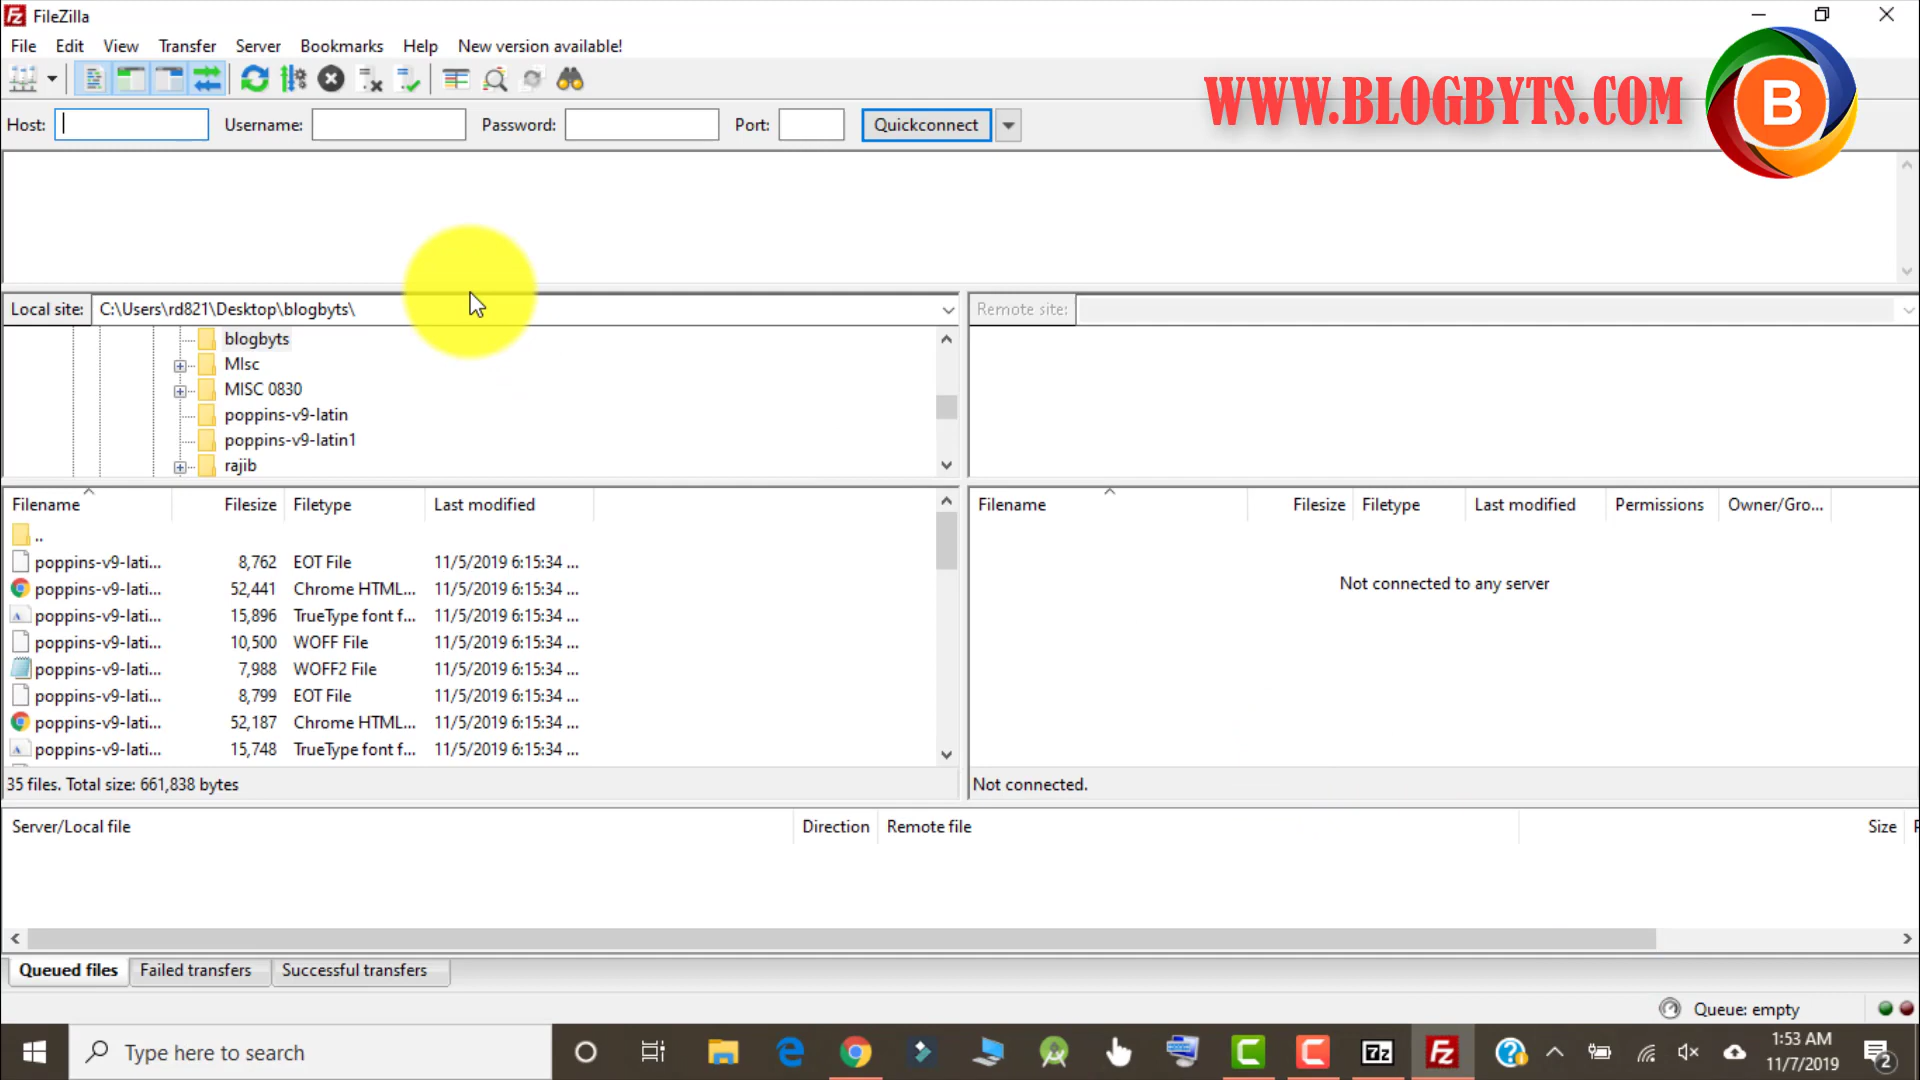 FileZilla
File Edit View Transfer Server Bookmarks Help New version available!
WWW.BLOGBYTS.COM B
Host: Username: Password: Port: Quickconnect
Local site: C:\Users\rd821\Desktop\blogbyts\
Remote site:
blogbyts
MIsc
MISC 0830
poppins-v9-latin
poppins-v9-latin1
rajib
Filename Filesize Filetype Last modified
..
poppins-v9-lati... 8,762 EOT File 11/5/2019 6:15:34 ...
poppins-v9-lati... 52,441 Chrome HTML... 11/5/2019 6:15:34 ...
poppins-v9-lati... 15,896 TrueType font f... 11/5/2019 6:15:34 ...
poppins-v9-lati... 10,500 WOFF File 11/5/2019 6:15:34 ...
poppins-v9-lati... 7,988 WOFF2 File 11/5/2019 6:15:34 ...
poppins-v9-lati... 8,799 EOT File 11/5/2019 6:15:34 ...
poppins-v9-lati... 52,187 Chrome HTML... 11/5/2019 6:15:34 ...
poppins-v9-lati... 15,748 TrueType font f... 11/5/2019 6:15:34 ...
35 files. Total size: 661,838 bytes
Filename Filesize Filetype Last modified Permissions Owner/Gro...
Not connected to any server
Not connected.
Server/Local file Direction Remote file Size
Queued files Failed transfers Successful transfers
Queue: empty
Type here to search
7z
Fz
1:53 AM
11/7/2019
2